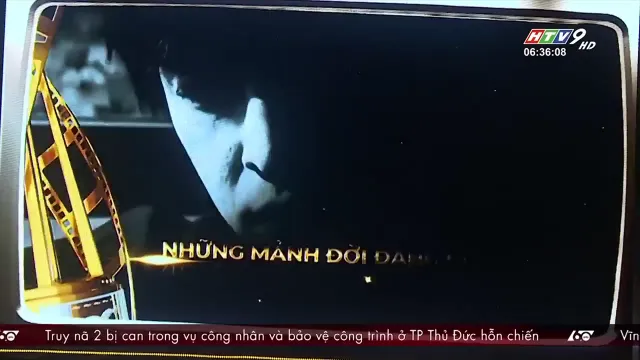 HTV9 HD
06:36:08
NHỮNG MẢNH ĐỜI
Truy nã 2 bị can trong vụ công nhân và bảo vệ công trình ở TP Thủ Đức hỗn chiến